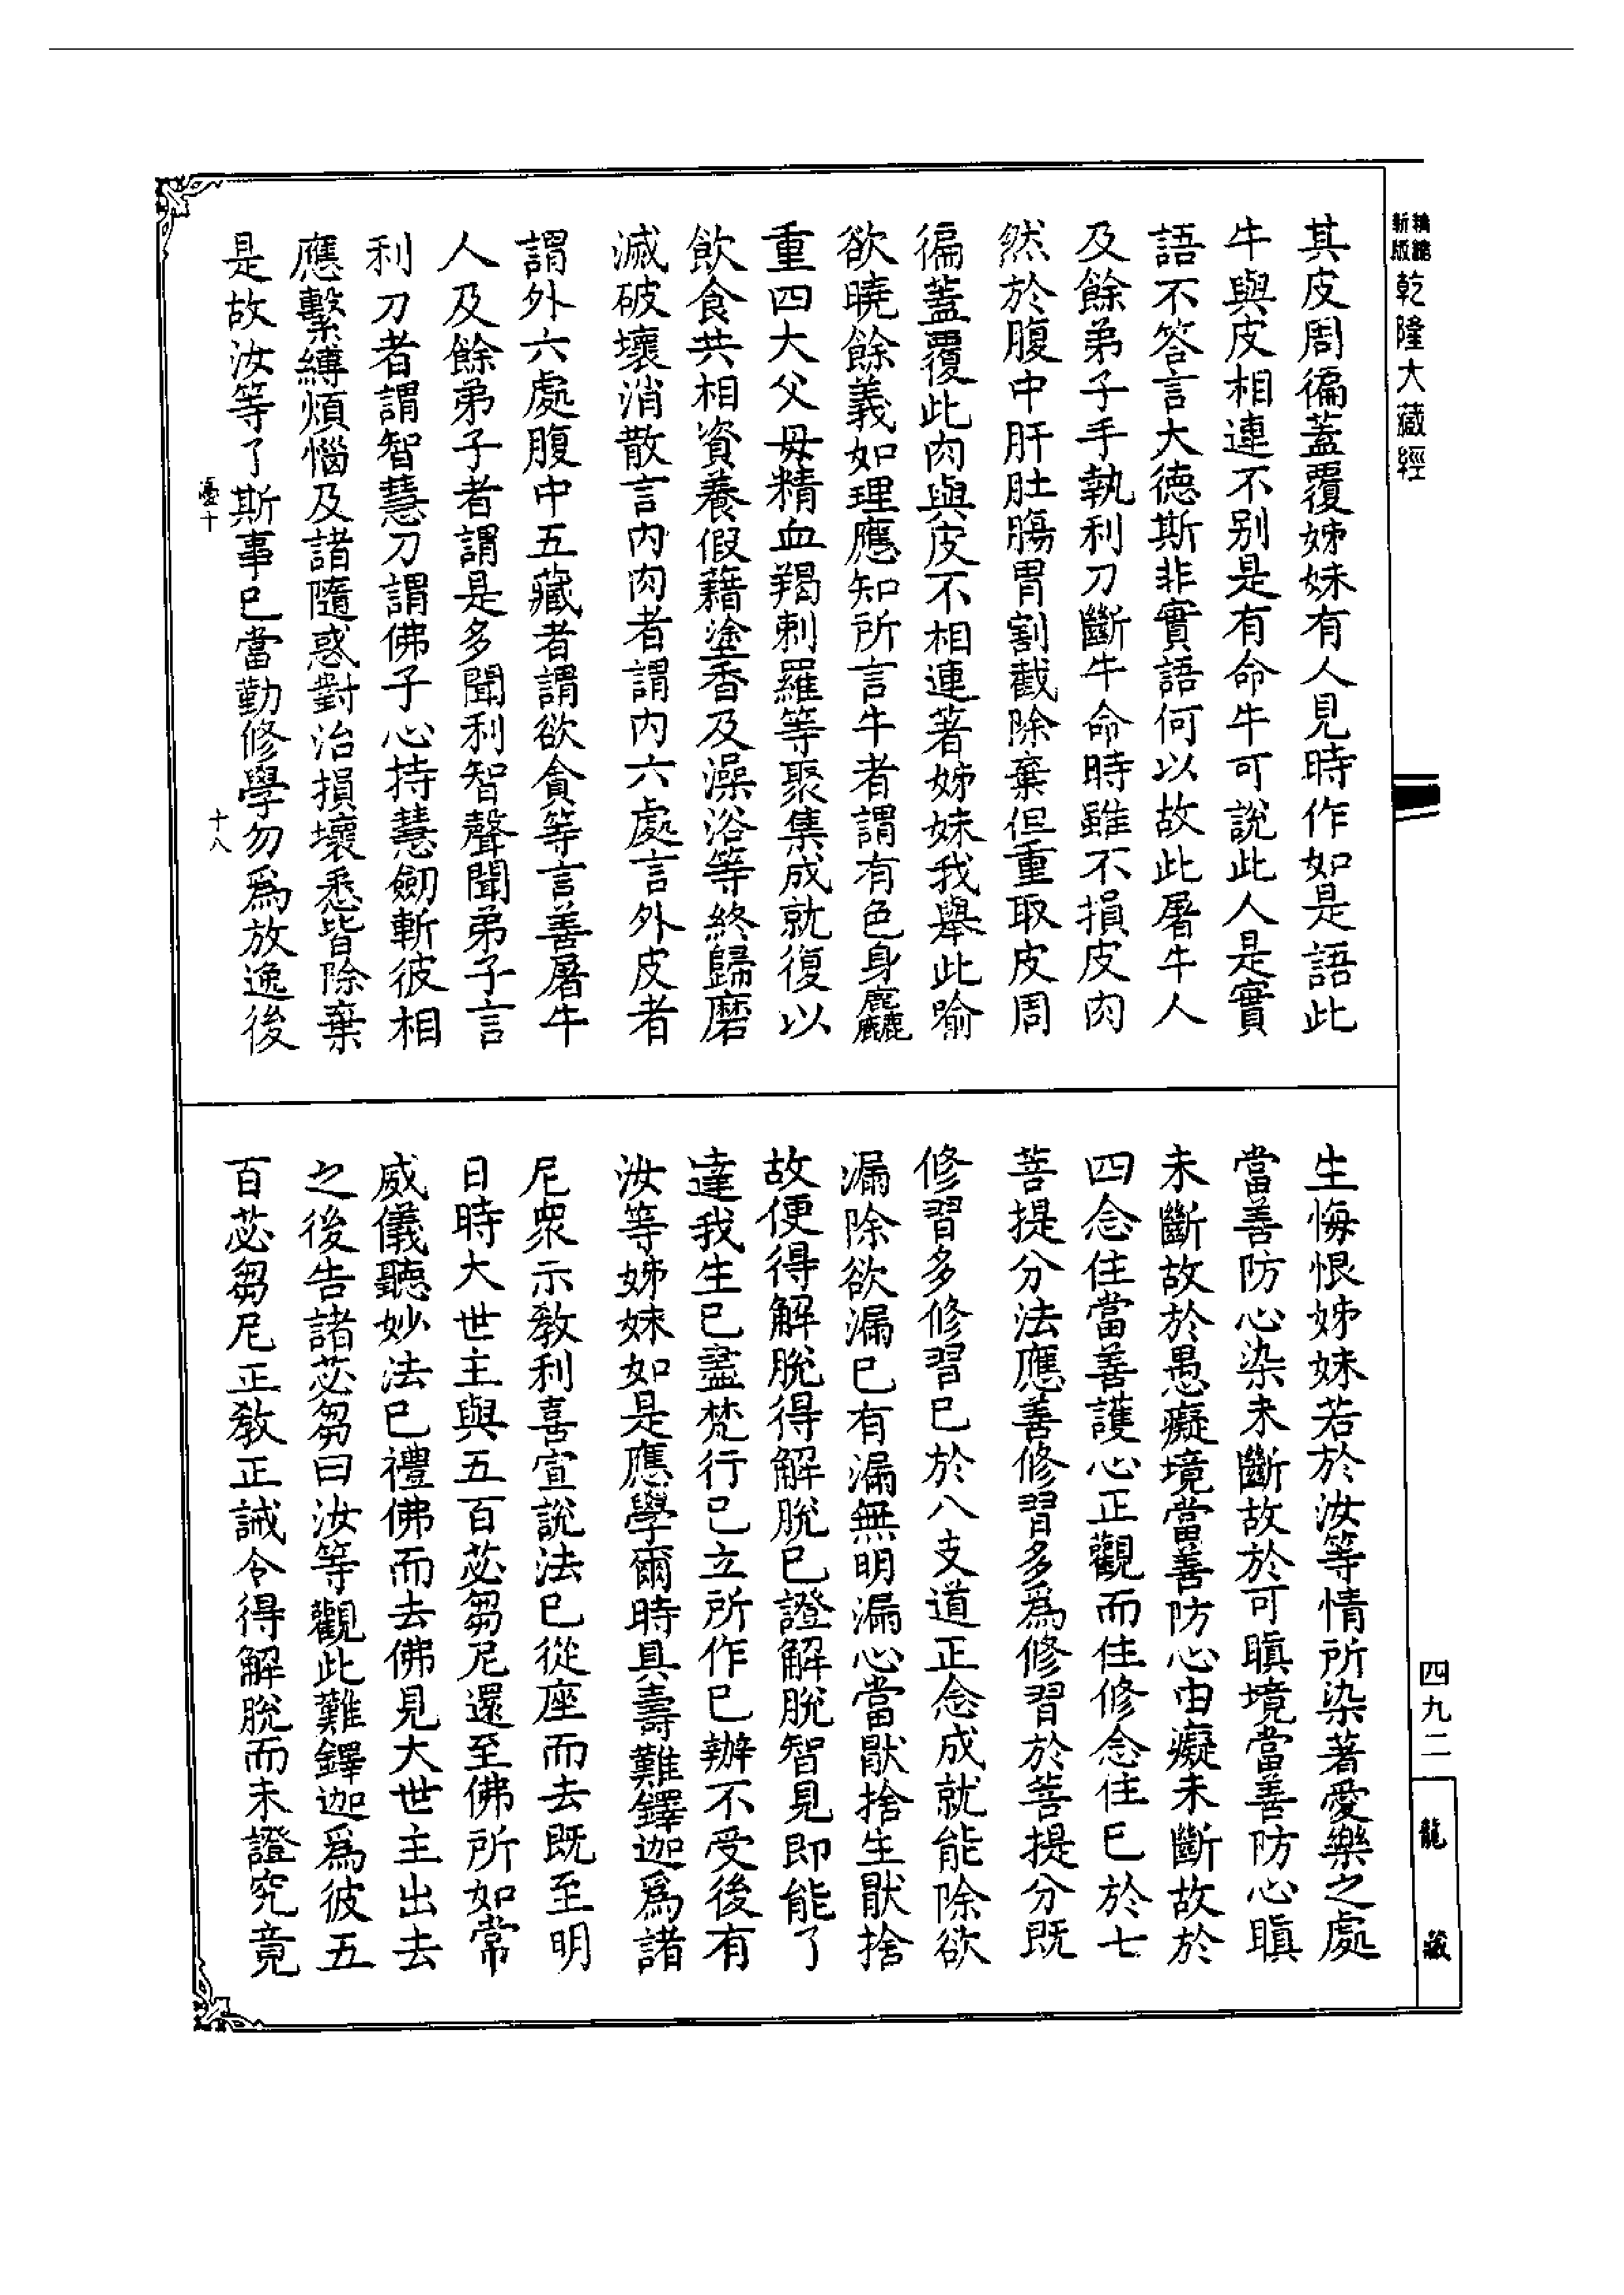 新版精縮乾隆大藏經
其皮周徧蓋覆姊妹有人見時作如是語此
牛與皮相連不别是有命牛可說此人是實
語不答言大德斯非實語何以故此屠牛人
及餘弟子手執利刀斷牛命時雖不損皮肉
然於腹中肝肚腸胃割截除棄但重取皮周
徧蓋覆此肉與皮不相連著姊妹我舉此喻
欲曉餘義如理應知所言牛者謂有色身麤
重四大父母精血羯剌羅等聚集成就復以
飲食共相資養假藉塗香及澡浴等終歸磨
滅破壞消散言內肉者謂內六處言外皮者
謂外六處腹中五藏者謂欲貪等言善屠牛
人及餘弟子者謂是多聞利智聲聞弟子言
利刀者謂智慧刀謂佛子心持慧劒斬彼相
應繫縛煩惱及諸隨惑對治損壞悉皆除棄
是故汝等了斯事已當勤修學勿為放逸後
憂十
十八
生悔恨姊妹若於汝等情所染著愛樂之處
當善防心染未斷故於可瞋境當善防心瞋
未斷故於愚癡境當善防心由癡未斷故於
四念住當善護心正觀而住修念住已於七
菩提分法應善修習多為修習於菩提分既
修習多修習已於八支道正念成就能除欲
漏除欲漏已有漏無明漏心當猒捨生猒捨
故便得解脫得解脫已證解脫智見即能了
達我生已盡梵行已立所作已辦不受後有
汝等姊妹如是應學爾時具壽難鐸迦為諸
尼衆示敎利喜宣說法已從座而去旣至明
日時大世主與五百苾芻尼還至佛所如常
威儀聽妙法已禮佛而去佛見大世主出去
之後告諸苾芻曰汝等觀此難鐸迦為彼五
百苾芻尼正敎正誡令得解脫而未證究竟
四九二
龍藏